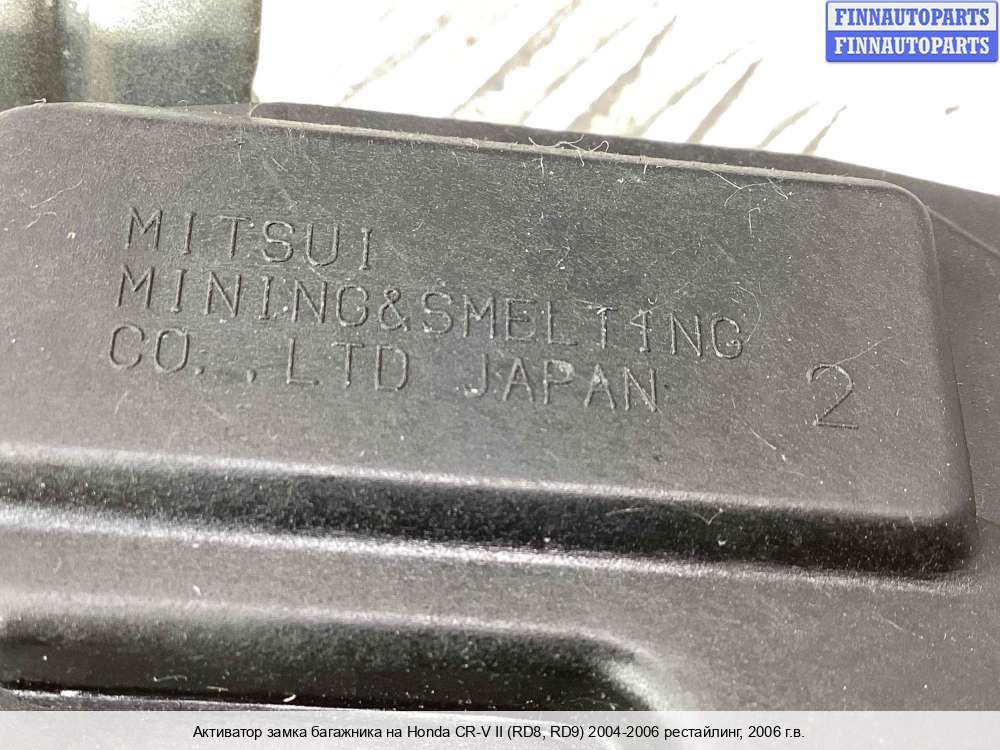 FINNAUTOPARTS
FINNAUTOPARTS
MITSUI
MINING&SMELTING
CO.,LTD JAPAN 2
Активатор замка багажника на Honda CR-V II (RD8, RD9) 2004-2006 рестайлинг, 2006 г.в.